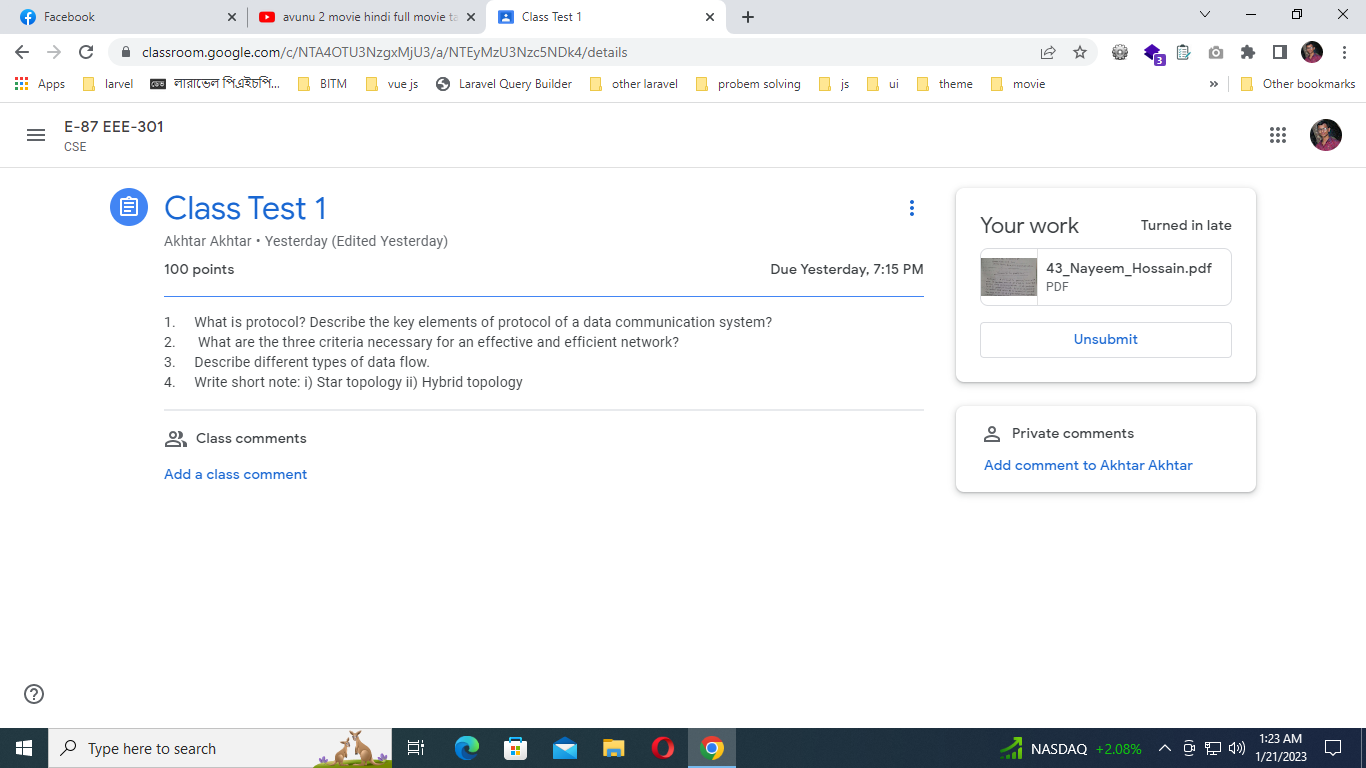 Facebook
avunu 2 movie hindi full movie ta
Class Test 1
classroom.google.com/c/NTA4OTU3NzgxMjU3/a/NTEyMzU3Nzc5NDk4/details
3
Apps
larvel
লারাভেল পিএইচপি...
BITM
vue js
Laravel Query Builder
other laravel
probem solving
js
ui
theme
movie
»
Other bookmarks
E-87 EEE-301
CSE
Class Test 1
Akhtar Akhtar • Yesterday (Edited Yesterday)
100 points
Due Yesterday, 7:15 PM
1. What is protocol? Describe the key elements of protocol of a data communication system?
2. What are the three criteria necessary for an effective and efficient network?
3. Describe different types of data flow.
4. Write short note: i) Star topology ii) Hybrid topology
Class comments
Add a class comment
Your work
Turned in late
43_Nayeem_Hossain.pdf
PDF
Unsubmit
Private comments
Add comment to Akhtar Akhtar
Type here to search
NASDAQ +2.08%
1:23 AM
1/21/2023